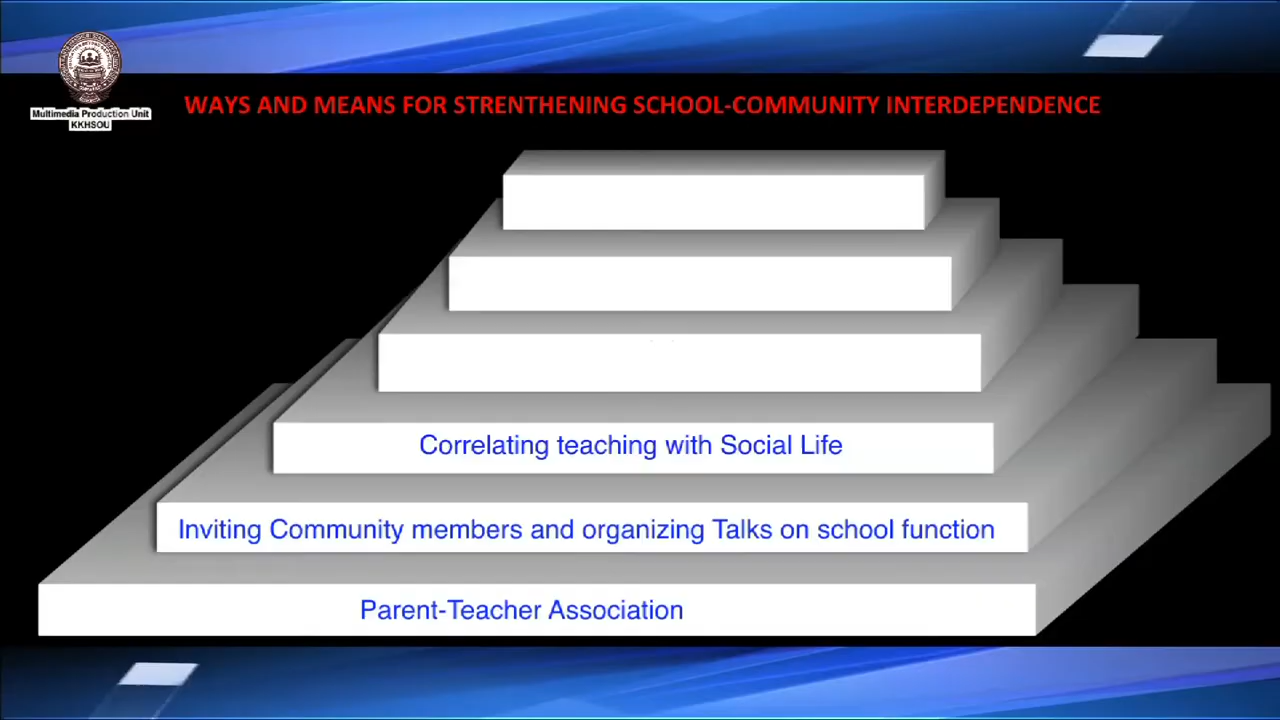 Multimedia Production Unit
KKHSOU
WAYS AND MEANS FOR STRENTHENING SCHOOL-COMMUNITY INTERDEPENDENCE
Correlating teaching with Social Life
Inviting Community members and organizing Talks on school function
Parent-Teacher Association